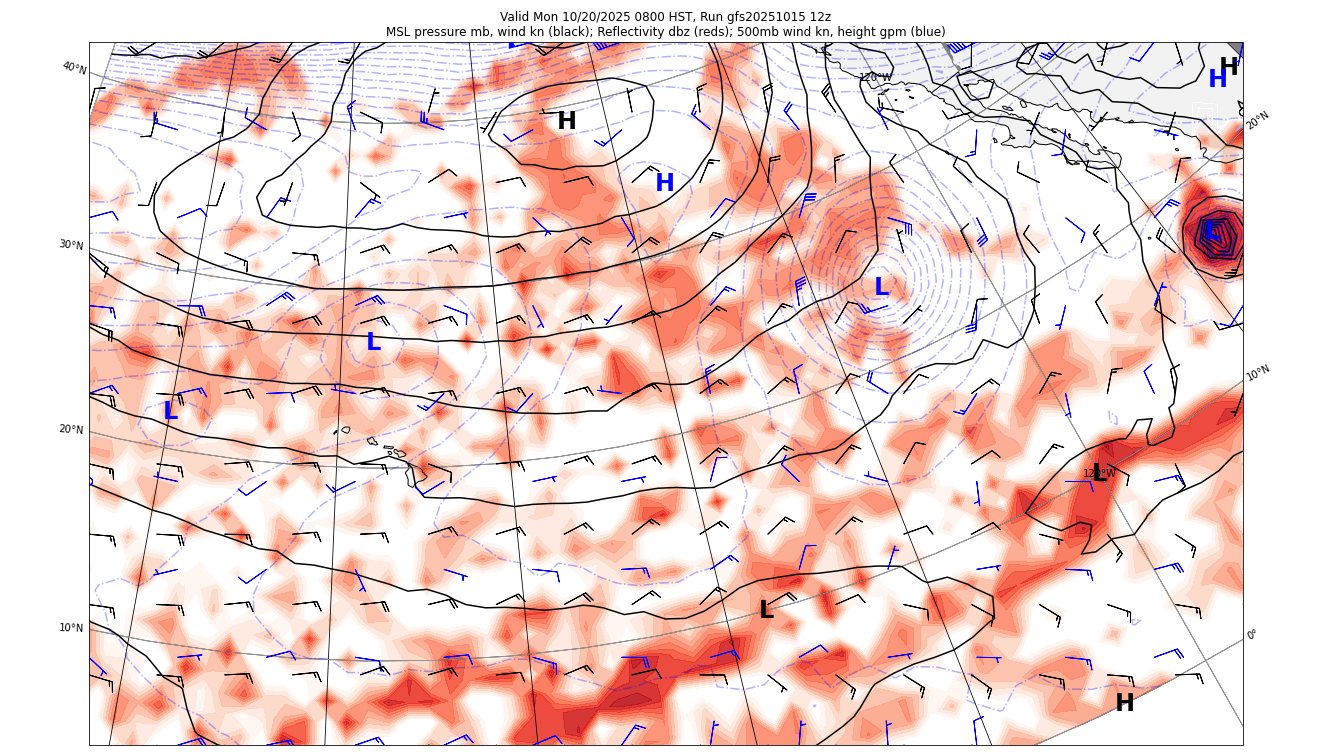 Valid Mon 10/20/2025 0800 HST, Run gfs20251015 12z
MSL pressure mb, wind kn (black); Reflectivity dbz (reds); 500mb wind kn, height gpm (blue)
40°N
120°W
H
H
20°N
H
H
30°N
L
L
L
10°N
L
20°N
L
120°W
L
10°N
0°
H